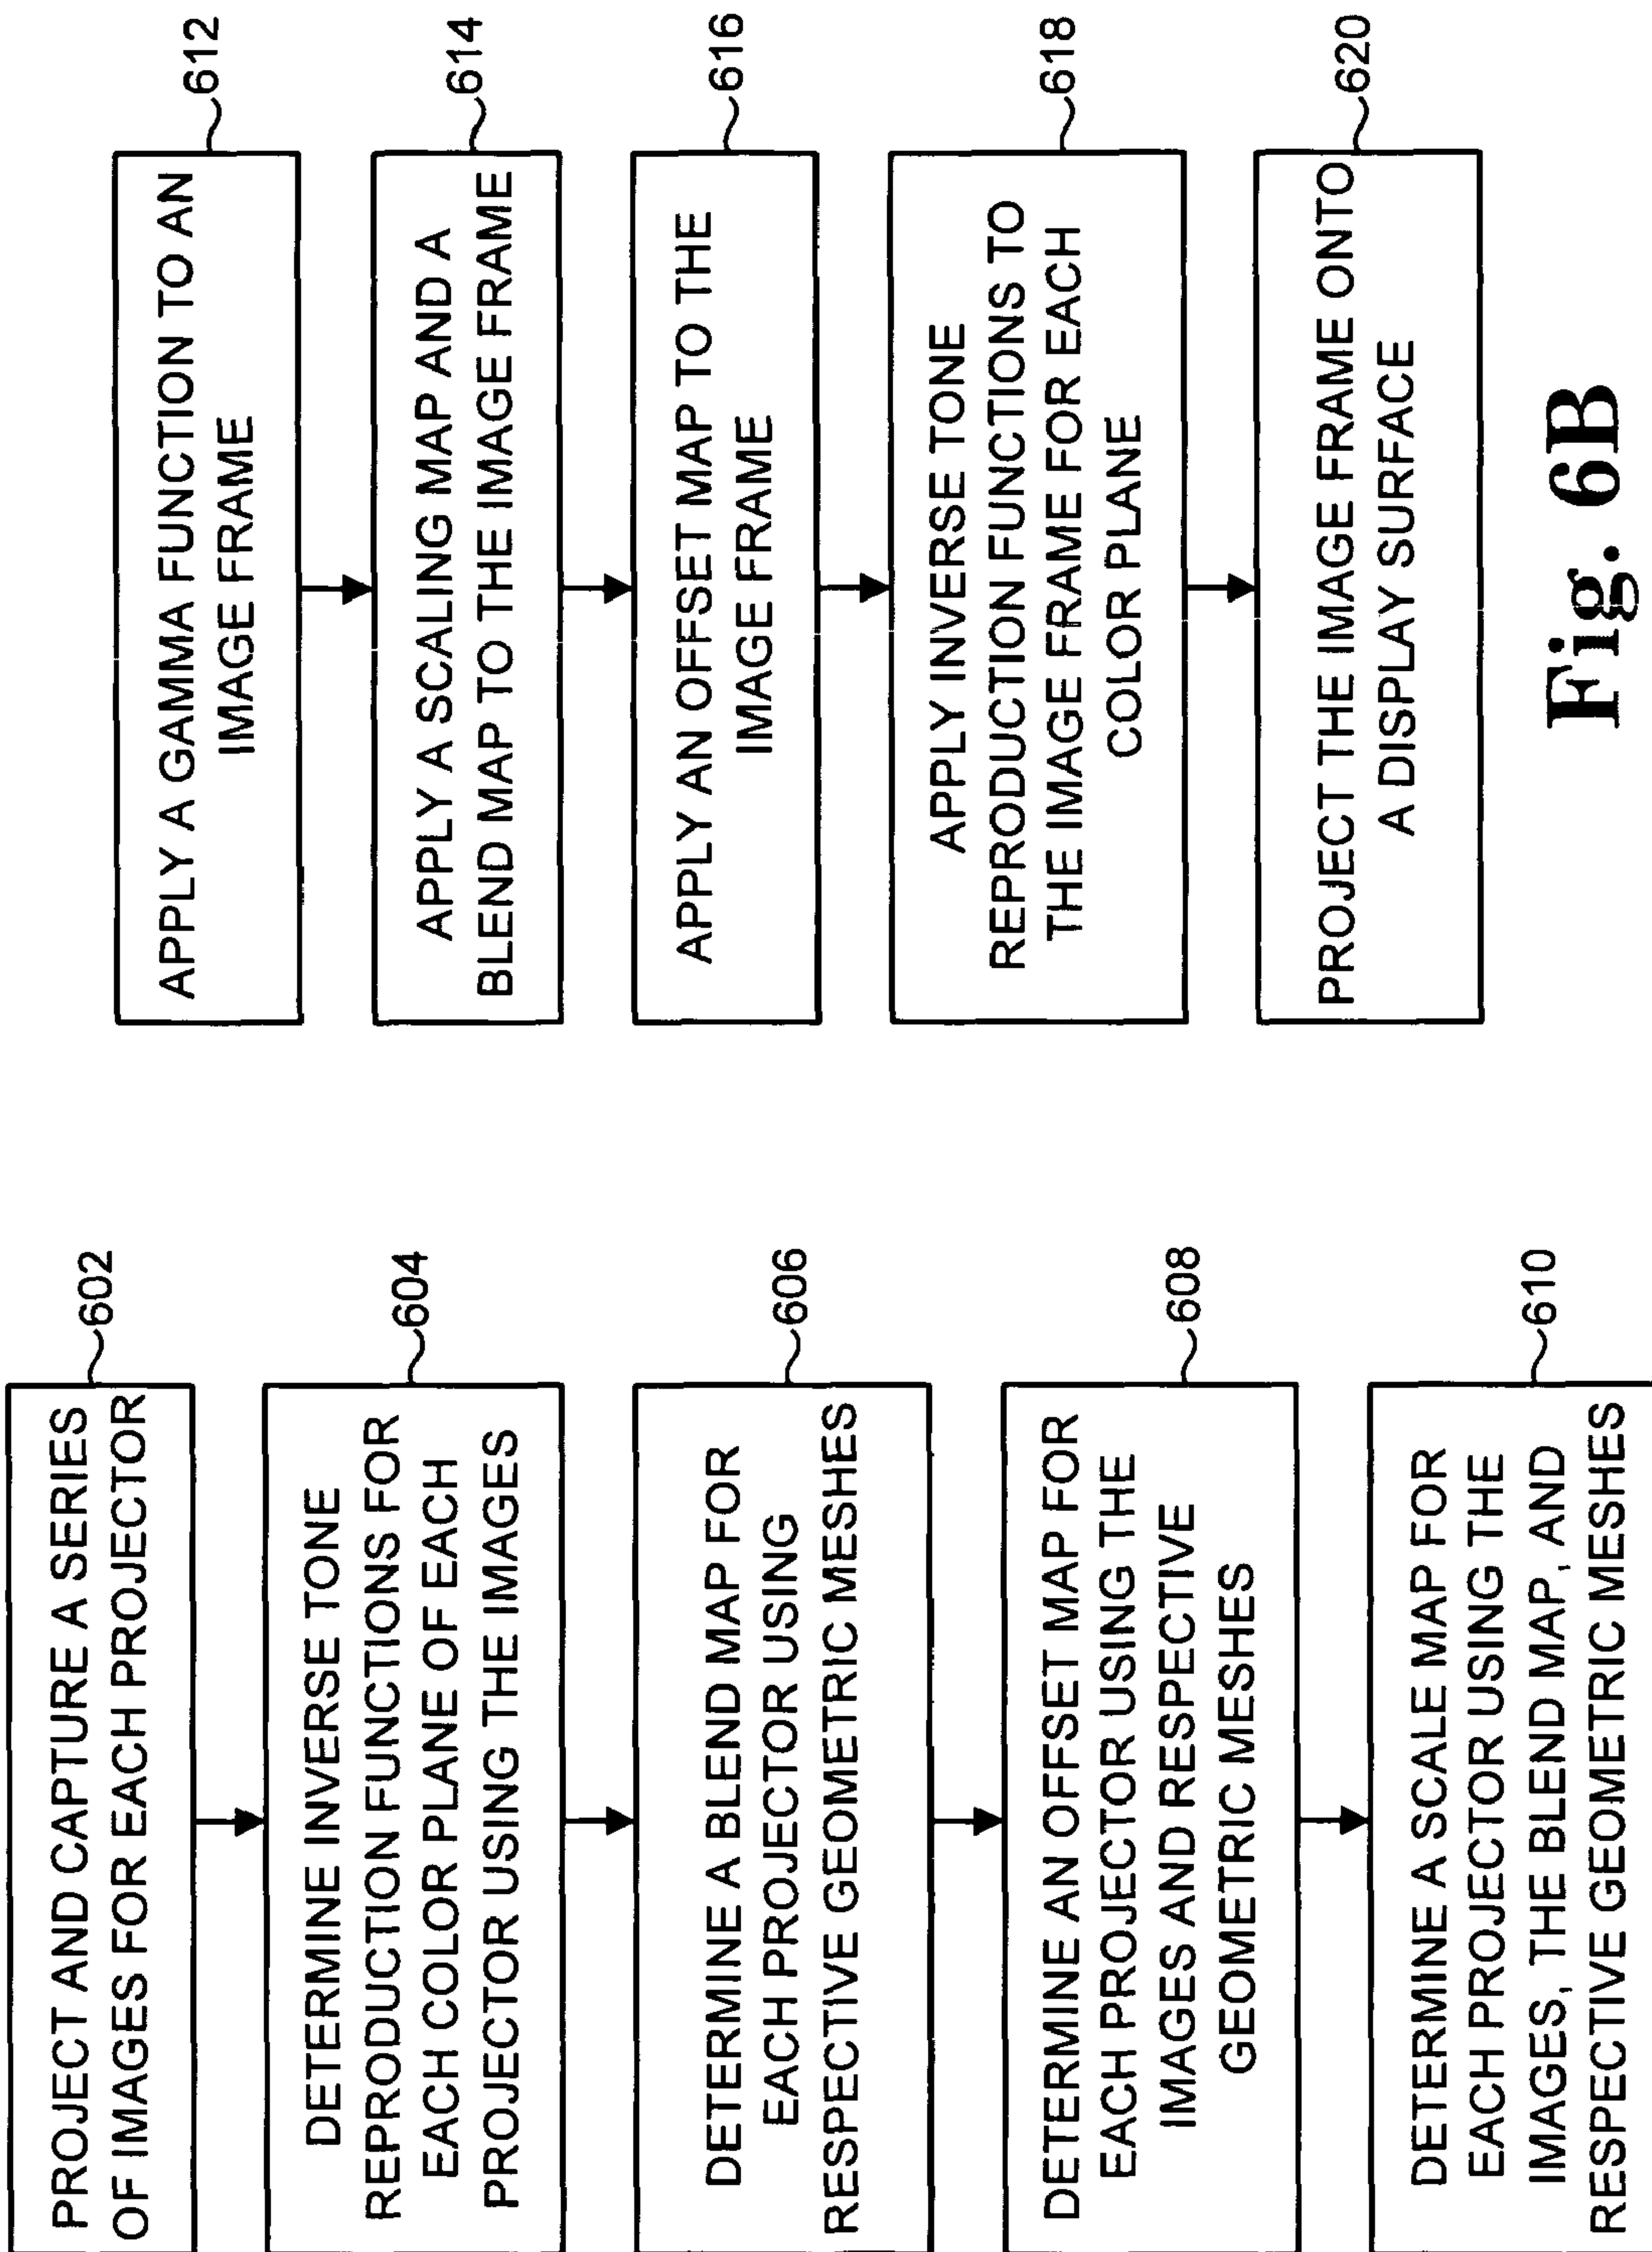 PROJECT AND CAPTURE A SERIES
OF IMAGES FOR EACH PROJECTOR
602
DETERMINE INVERSE TONE
REPRODUCTION FUNCTIONS FOR
EACH COLOR PLANE OF EACH
PROJECTOR USING THE IMAGES
604
DETERMINE A BLEND MAP FOR
EACH PROJECTOR USING
RESPECTIVE GEOMETRIC MESHES
606
DETERMINE AN OFFSET MAP FOR
EACH PROJECTOR USING THE
IMAGES AND RESPECTIVE
GEOMETRIC MESHES
608
DETERMINE A SCALE MAP FOR
EACH PROJECTOR USING THE
IMAGES, THE BLEND MAP, AND
RESPECTIVE GEOMETRIC MESHES
610
APPLY A GAMMA FUNCTION TO AN
IMAGE FRAME
612
APPLY A SCALING MAP AND A
BLEND MAP TO THE IMAGE FRAME
614
APPLY AN OFFSET MAP TO THE
IMAGE FRAME
616
APPLY INVERSE TONE
REPRODUCTION FUNCTIONS TO
THE IMAGE FRAME FOR EACH
COLOR PLANE
618
PROJECT THE IMAGE FRAME ONTO
A DISPLAY SURFACE
620
Fig. 6B